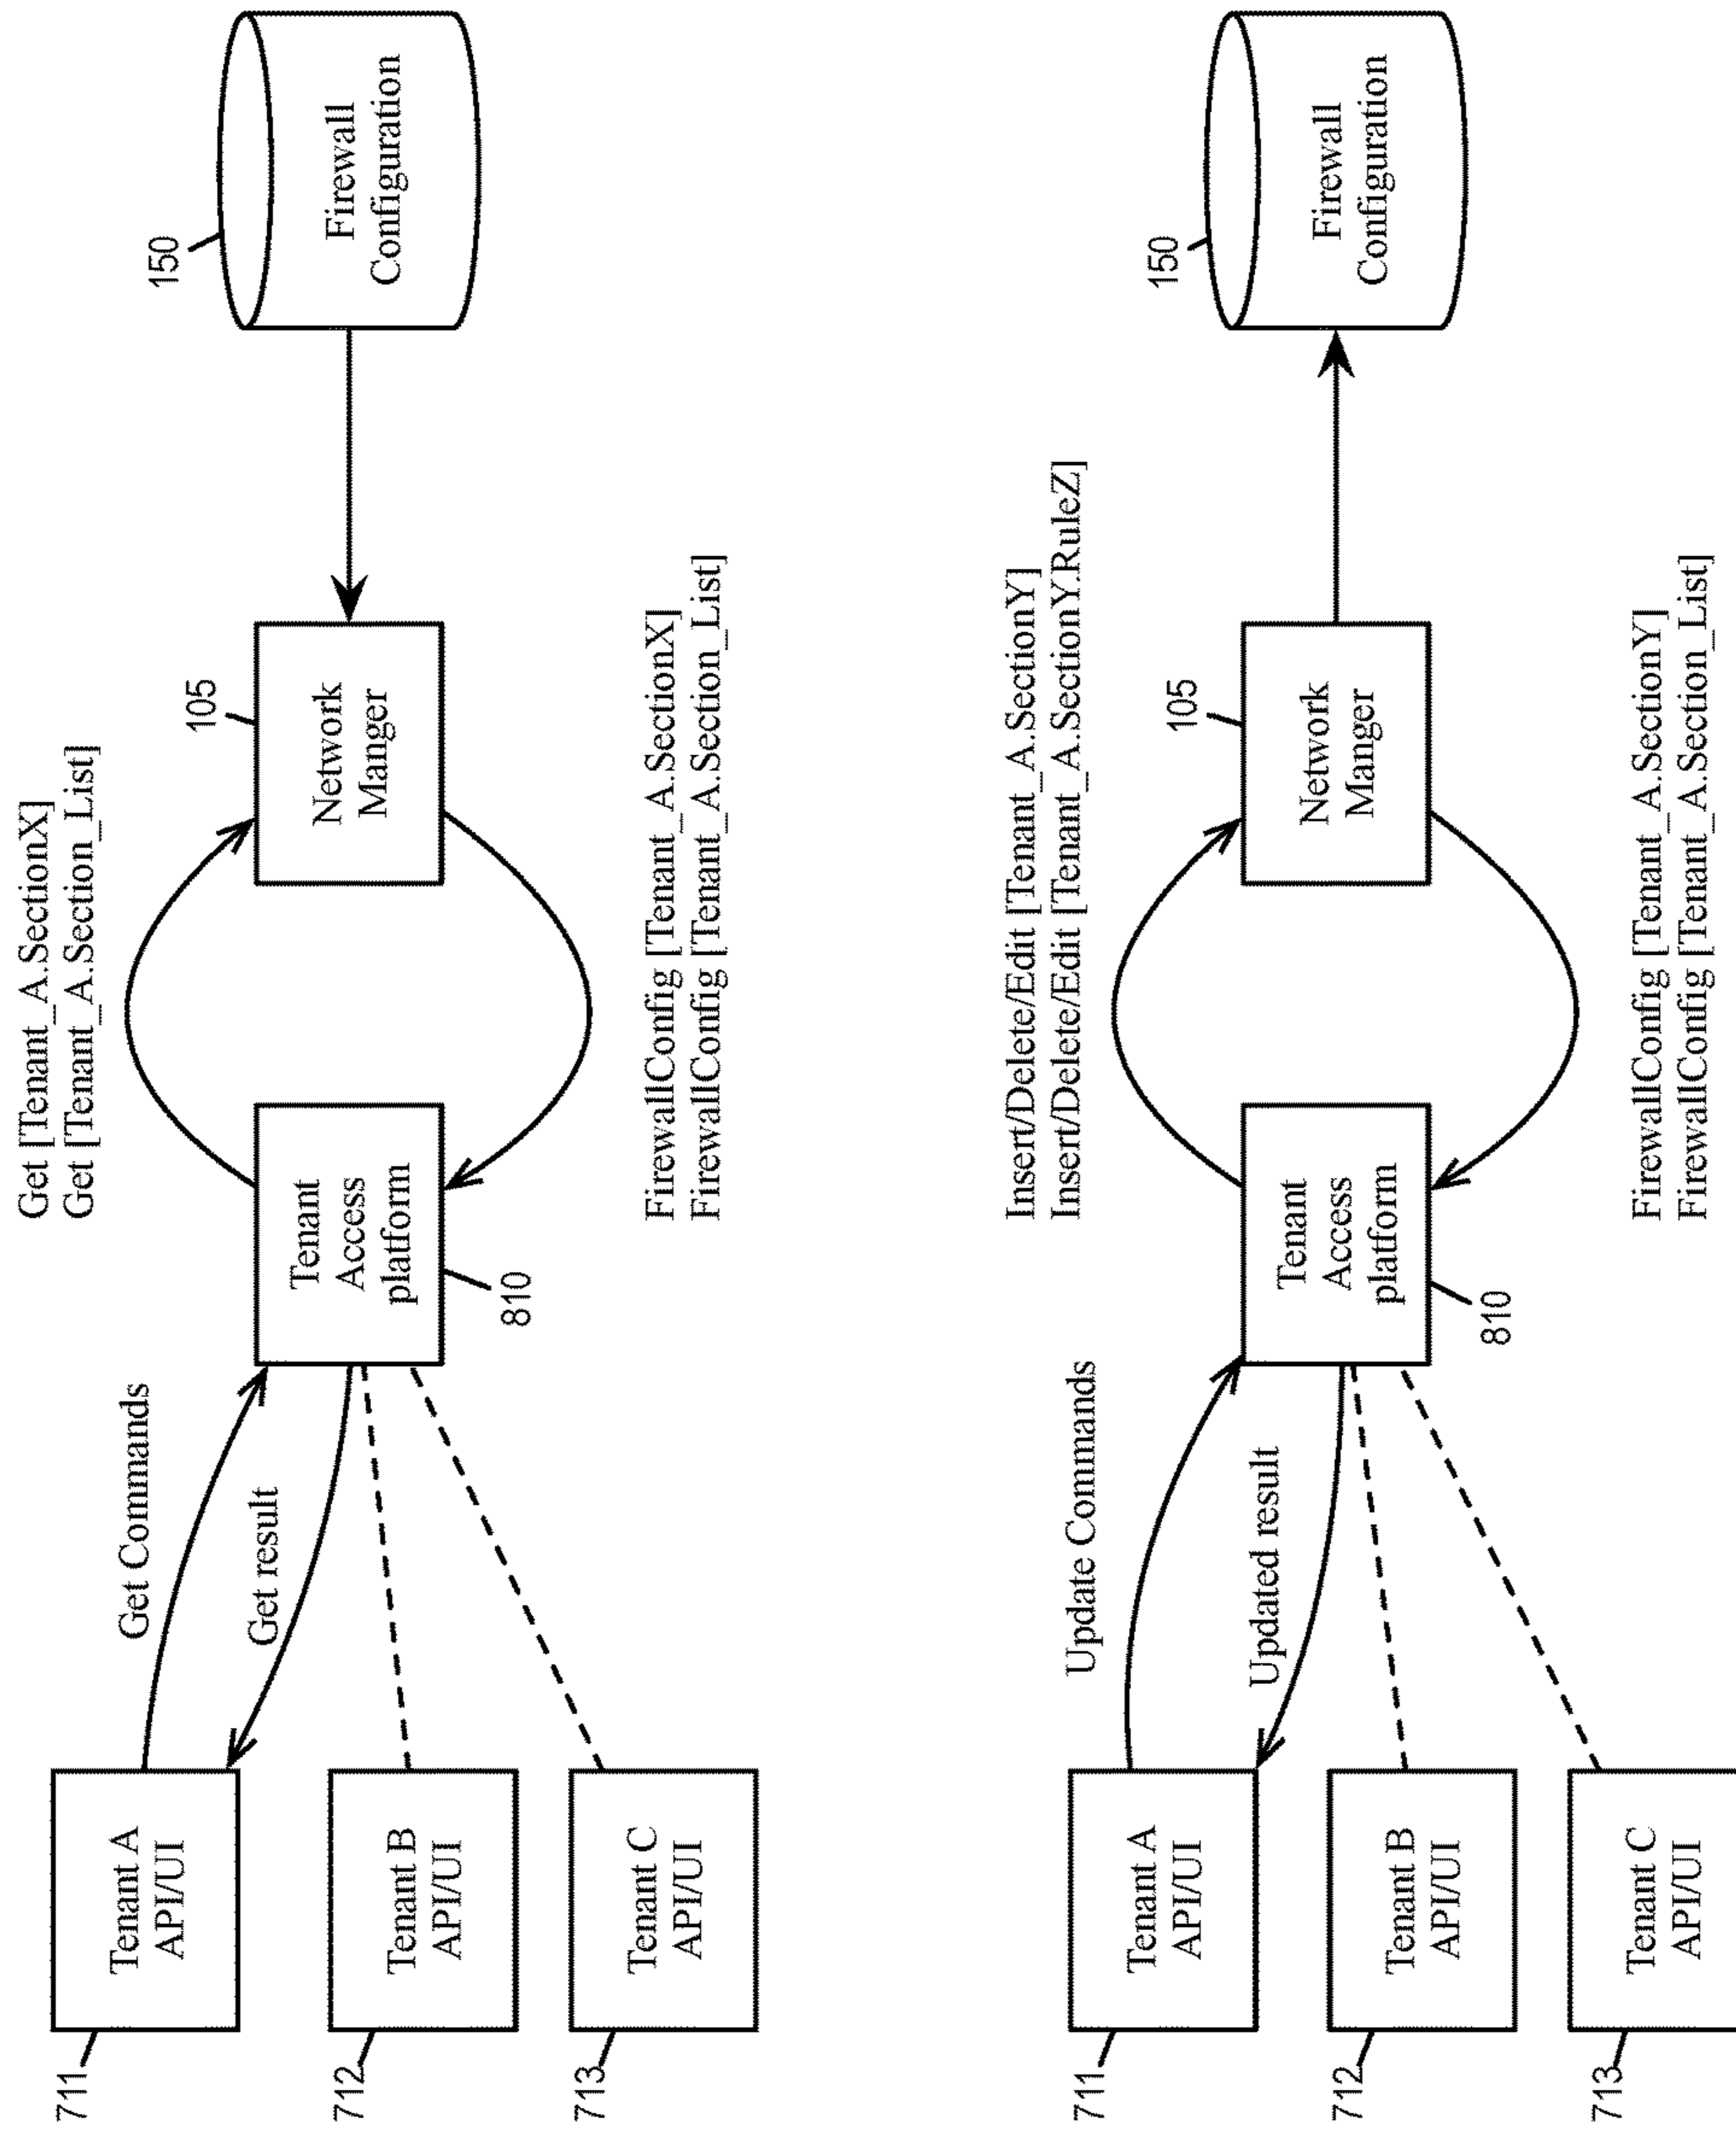 Get [Tenant_A.SectionX]
Get [Tenant_A.Section_List]
150
Firewall
Configuration
105
Network
Manger
Tenant
Access
platform
810
FirewallConfig [Tenant_A.SectionX]
FirewallConfig [Tenant_A.Section_List]
Get Commands
Get result
711
Tenant A
API/UI
712
Tenant B
API/UI
713
Tenant C
API/UI
Insert/Delete/Edit [Tenant_A.SectionY]
Insert/Delete/Edit [Tenant_A.SectionY.RuleZ]
150
Firewall
Configuration
105
Network
Manger
Tenant
Access
platform
810
FirewallConfig [Tenant_A.SectionY]
FirewallConfig [Tenant_A.Section_List]
Update Commands
Updated result
711
Tenant A
API/UI
712
Tenant B
API/UI
713
Tenant C
API/UI